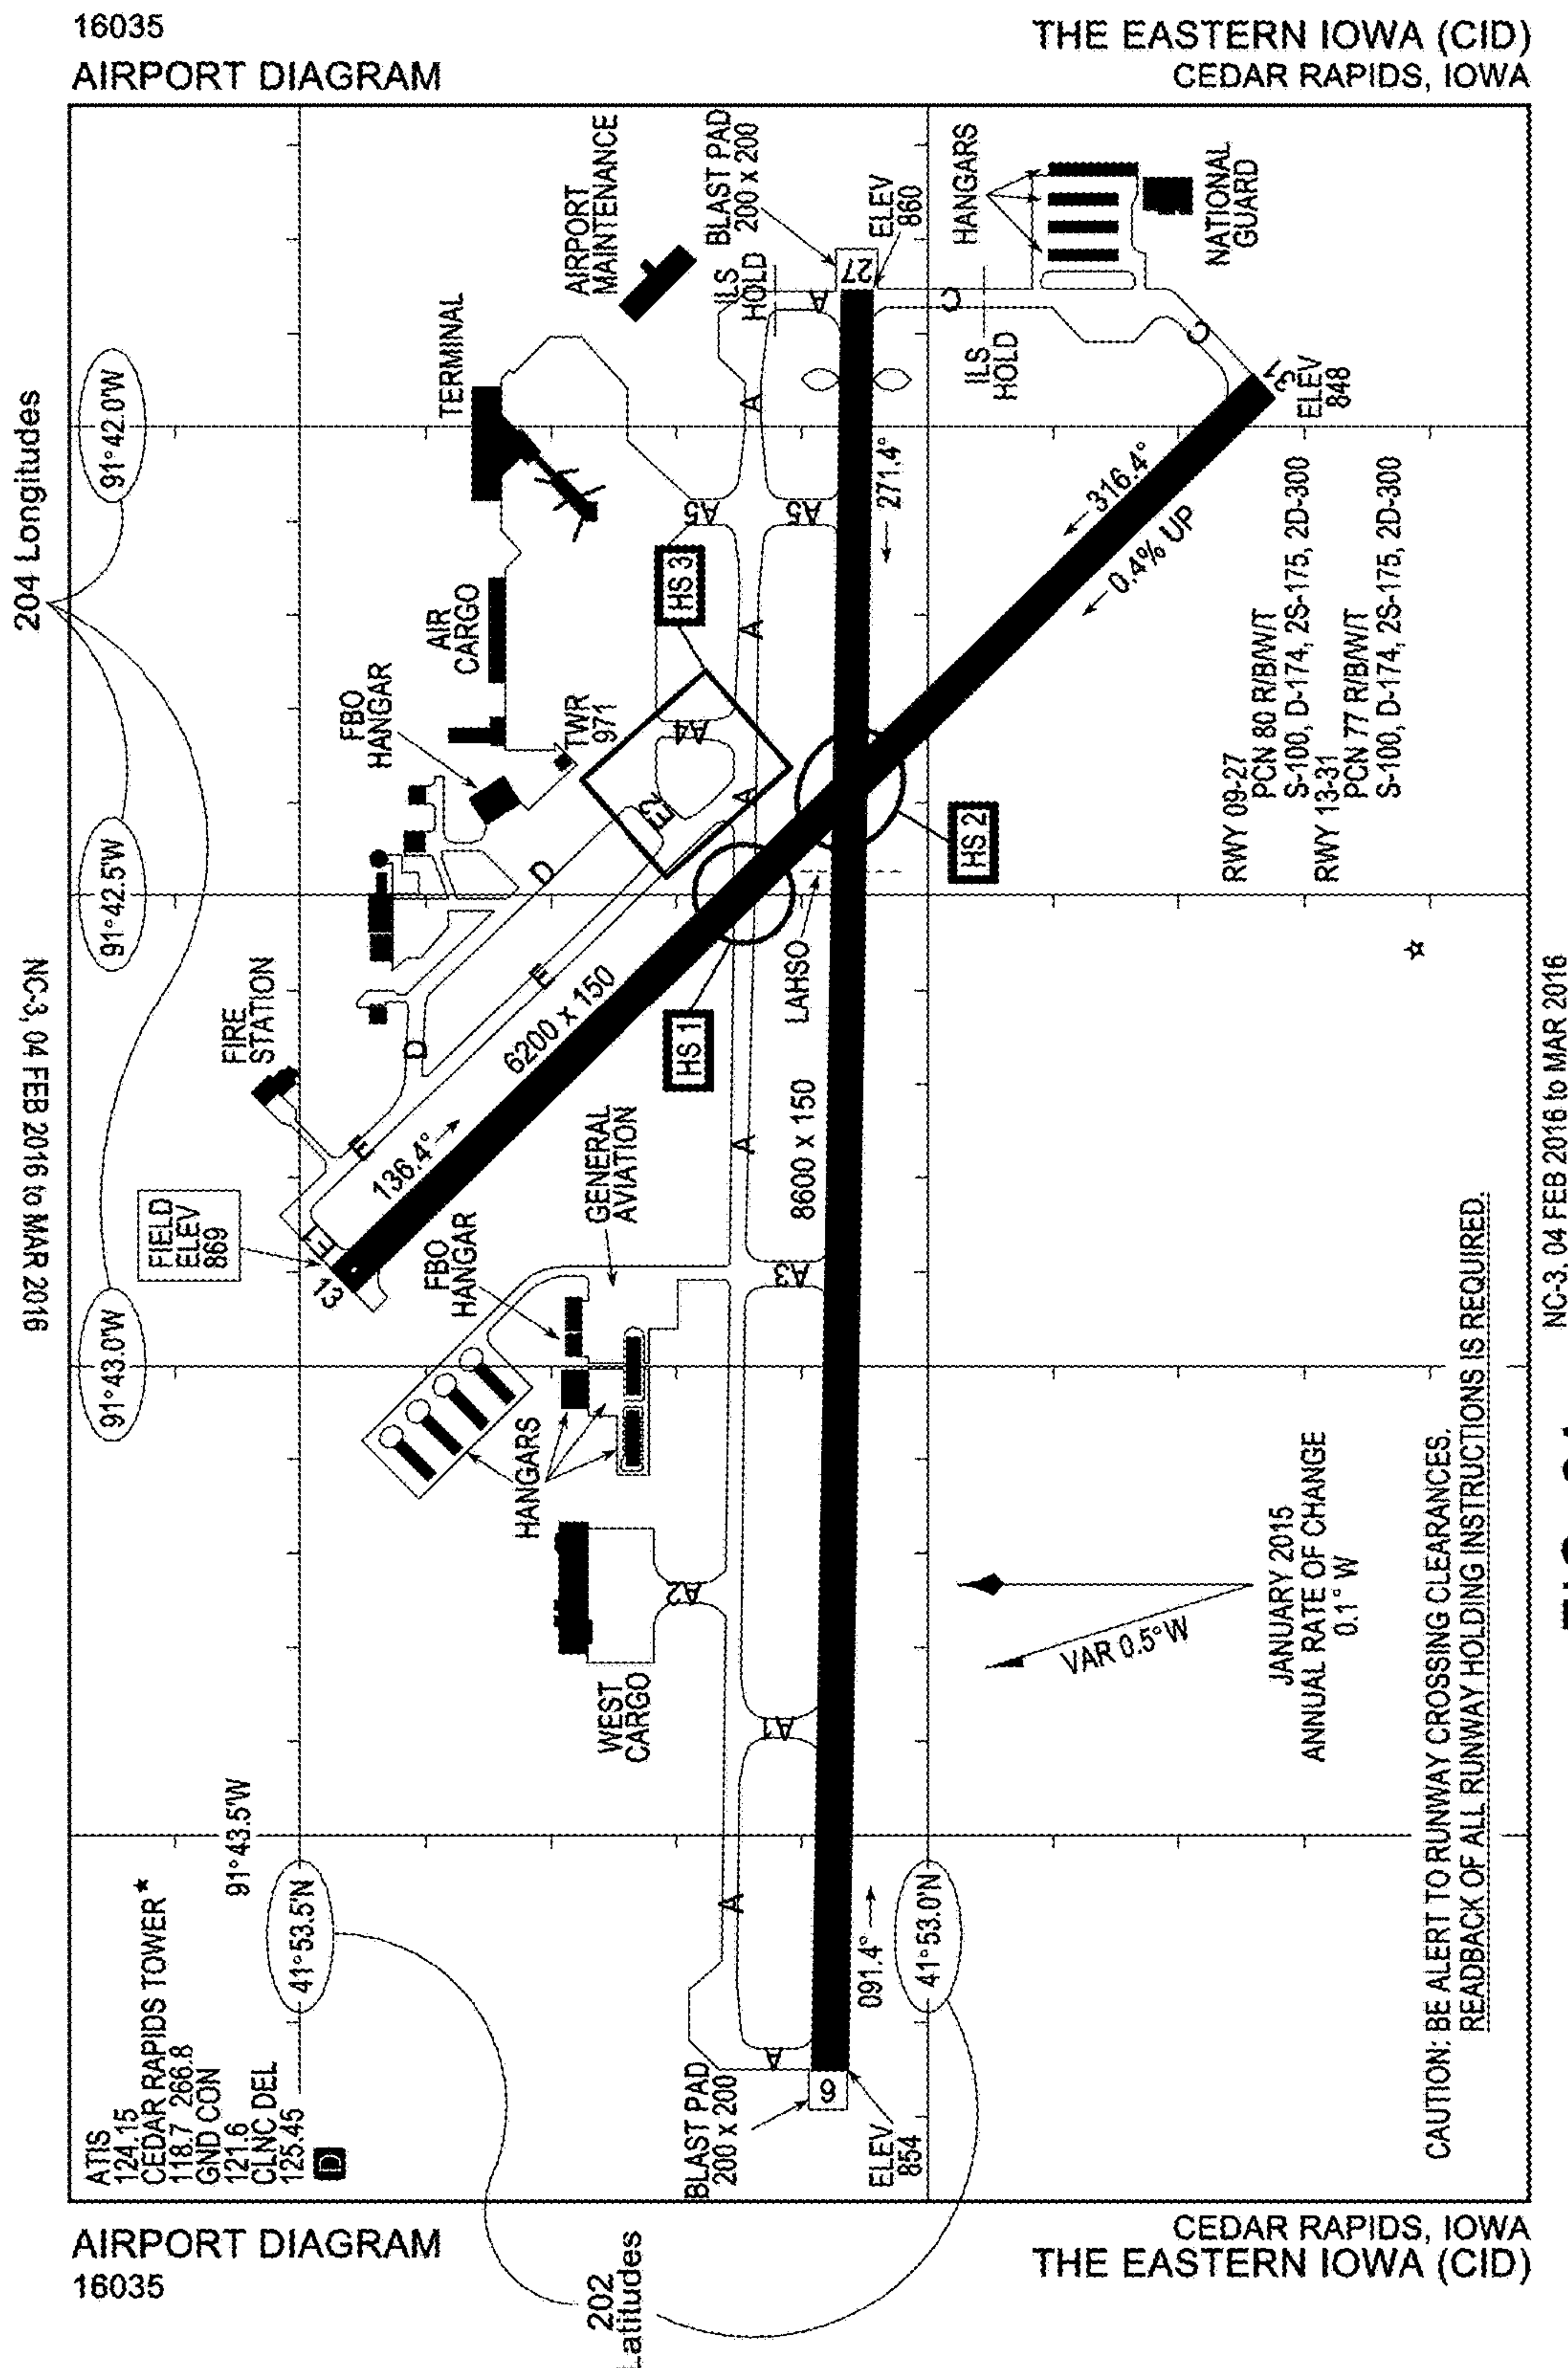 16035
AIRPORT DIAGRAM
THE EASTERN IOWA (CID)
CEDAR RAPIDS, IOWA
204 Longitudes
91°42.0'W
91°42.5'W
91°43.0'W
91°43.5'W
NC-3, 04 FEB 2016 to MAR 2016
AIRPORT
MAINTENANCE
BLAST PAD
200 x 200
ILS
HOLD
27
ELEV
860
HANGARS
NATIONAL
GUARD
TERMINAL
A
C
C
ILS
HOLD
31
ELEV
848
A
A5
A5
271.4°
316.4°
0.4% UP
HS 3
AIR
CARGO
FBO
HANGAR
TWR
971
A
A4
A
E2
HS 2
RWY 09-27
PCN 80 R/B/W/T
S-100, D-174, 2S-175, 2D-300
RWY 13-31
PCN 77 R/B/W/T
S-100, D-174, 2S-175, 2D-300
D
E
D
FIRE
STATION
6200 x 150
HS 1
LAHSO
E
136.4°
FIELD
ELEV
869
E1
13
A
8600 x 150
GENERAL
AVIATION
FBO
HANGAR
A3
HANGARS
A2
WEST
CARGO
A1
VAR 0.5° W
JANUARY 2015
ANNUAL RATE OF CHANGE
0.1° W
A
091.4°
A
9
BLAST PAD
200 x 200
ELEV
854
41°53.5'N
41°53.0'N
ATIS
124.15
CEDAR RAPIDS TOWER★
118.7 266.8
GND CON
121.6
CLNC DEL
125.45
D
CAUTION: BE ALERT TO RUNWAY CROSSING CLEARANCES.
READBACK OF ALL RUNWAY HOLDING INSTRUCTIONS IS REQUIRED.
NC-3, 04 FEB 2016 to MAR 2016
AIRPORT DIAGRAM
16035
202
Latitudes
CEDAR RAPIDS, IOWA
THE EASTERN IOWA (CID)